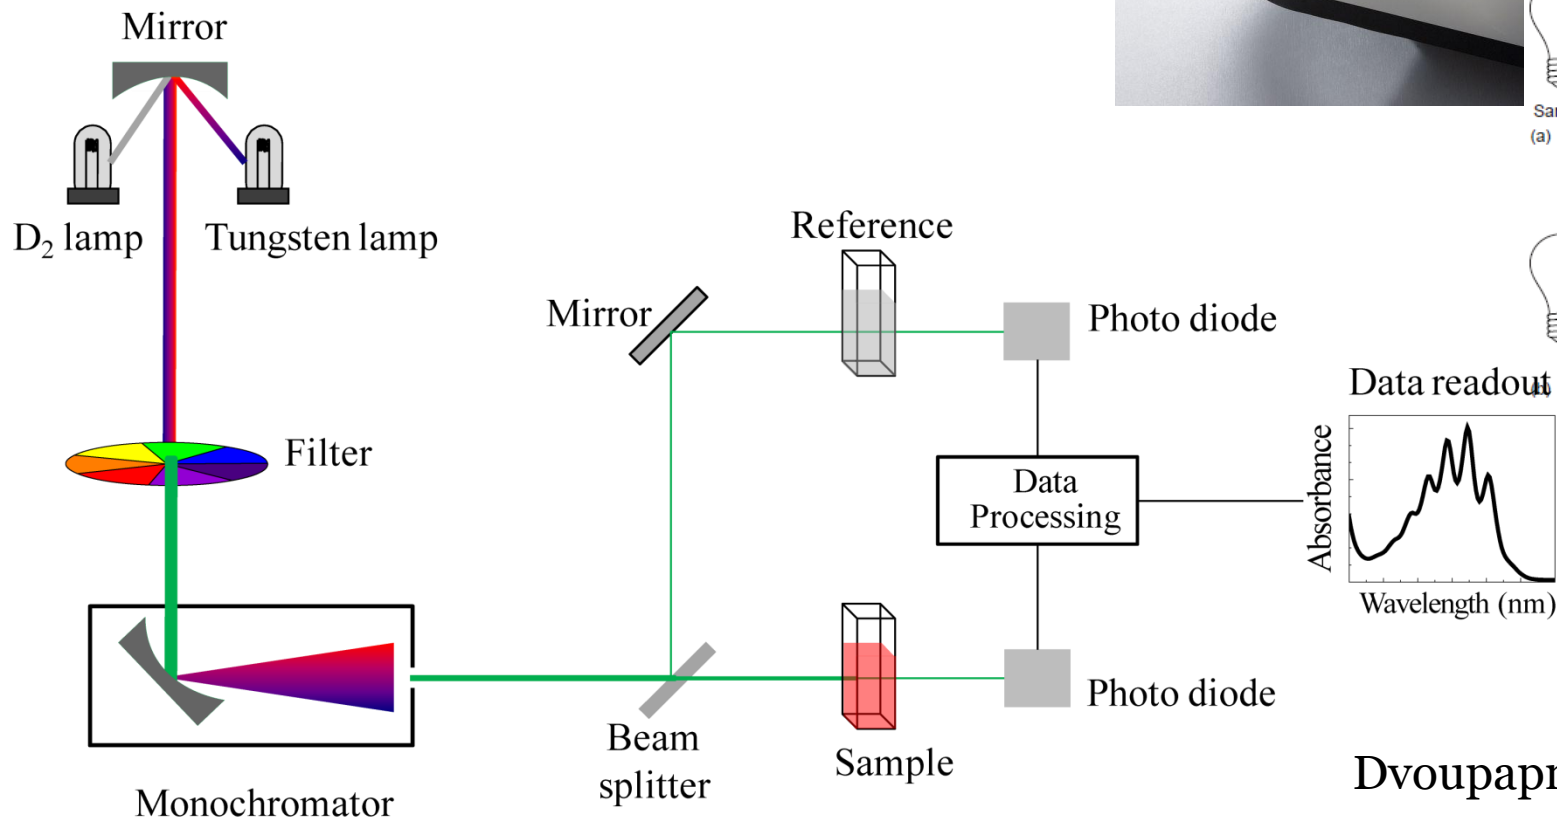 Mirror
D₂ lamp
Tungsten lamp
Filter
Monochromator
Mirror
Beam
splitter
Reference
Sample
Photo diode
Photo diode
Data
Processing
Data readout
Absorbance
Wavelength (nm)
(a)